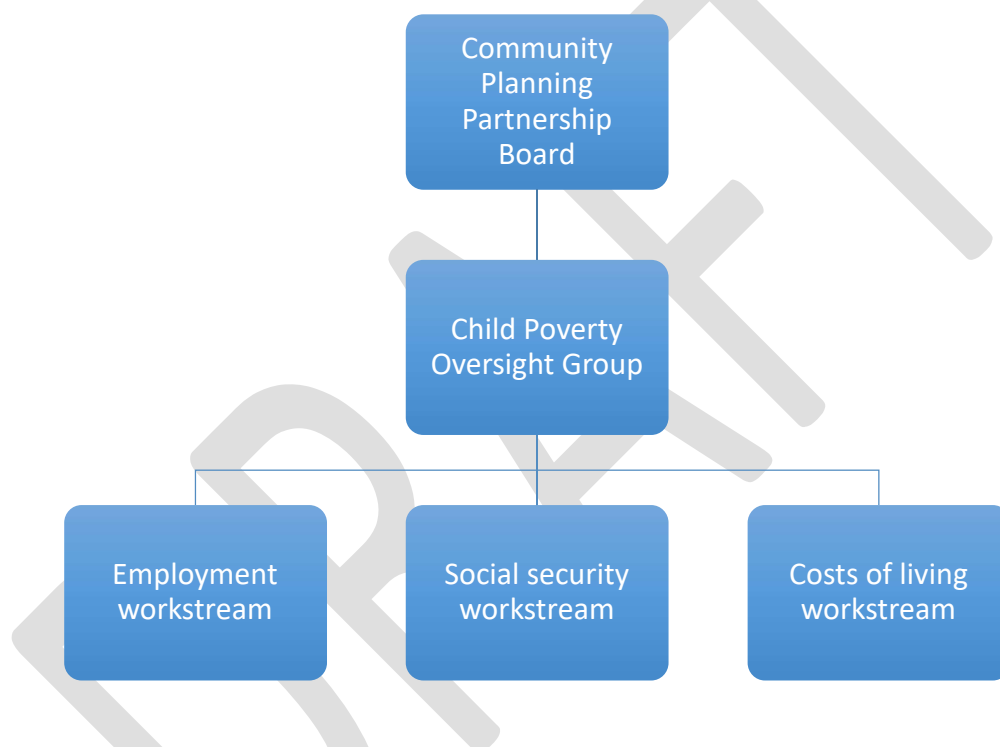 Community
Planning
Partnership
Board
Child Poverty
Oversight Group
Employment
workstream
Social security
workstream
Costs of living
workstream
DRAFT